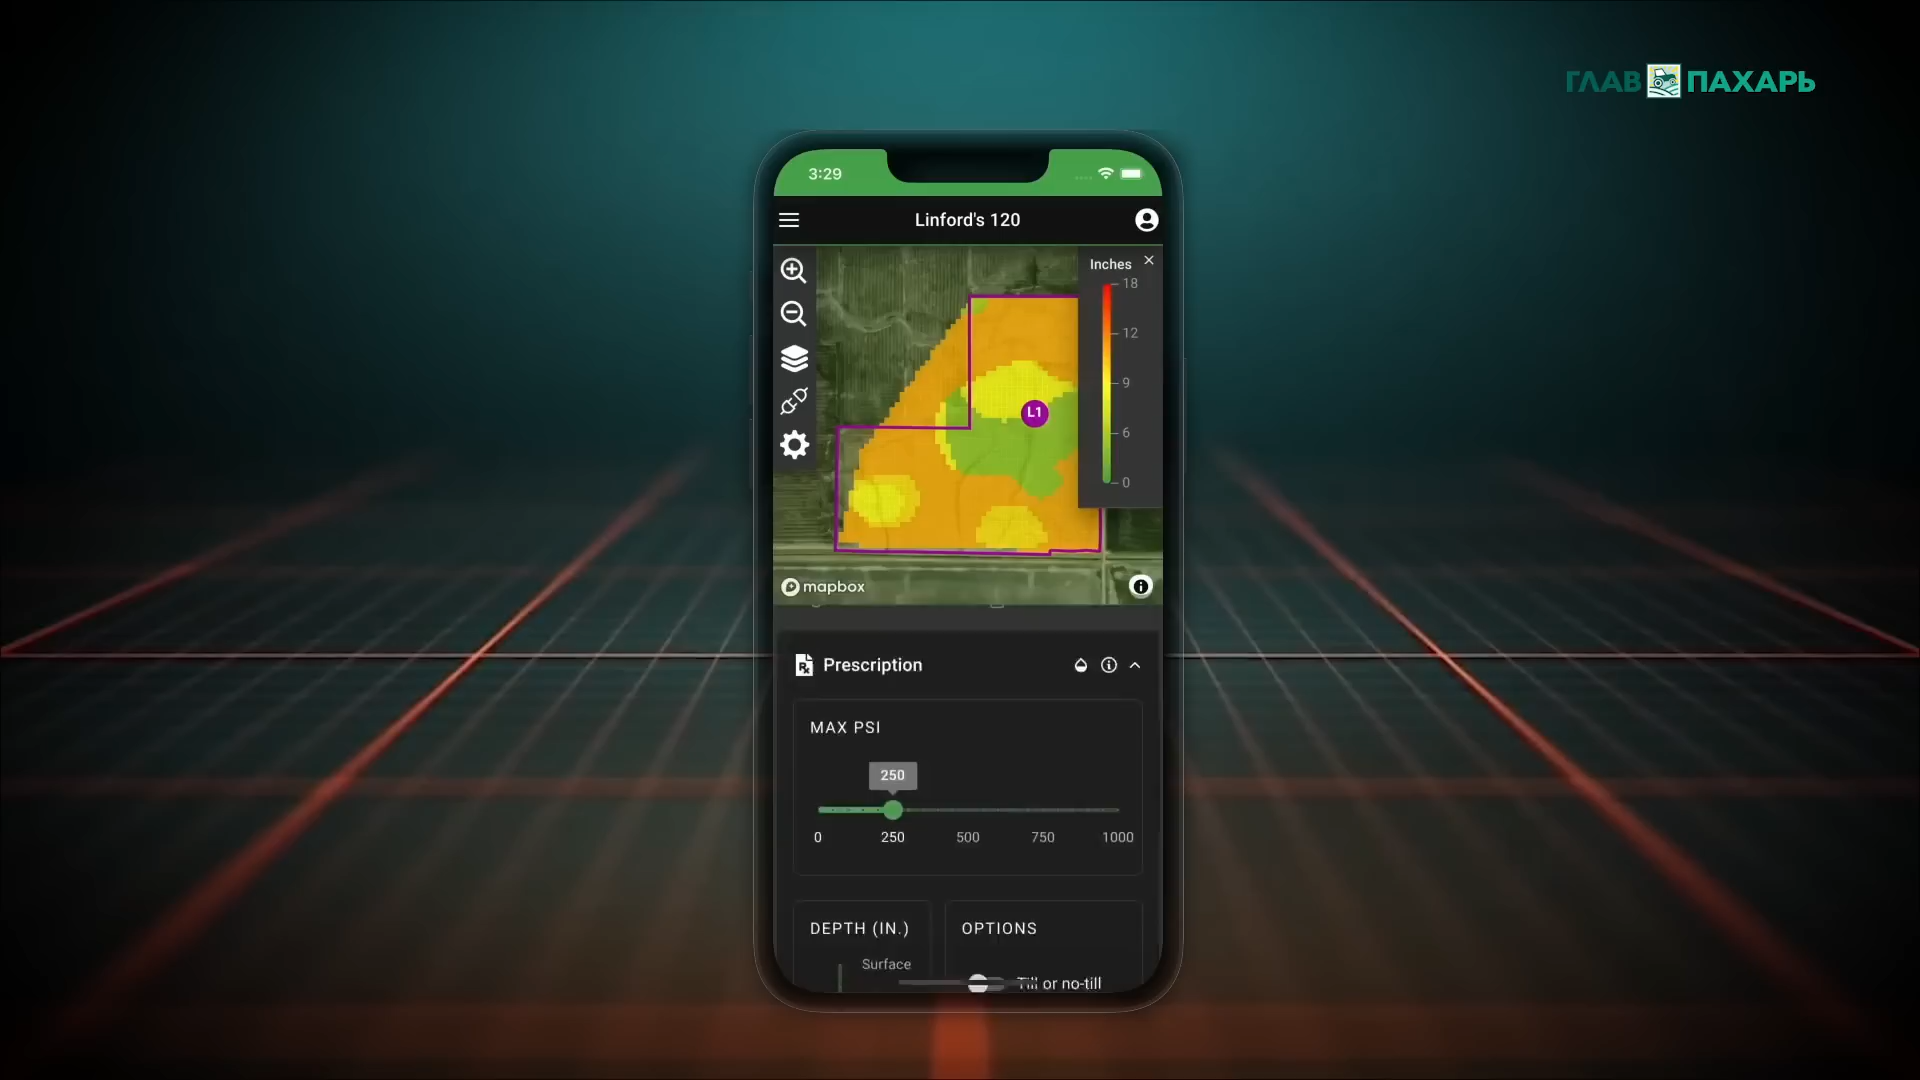 ГЛАВ ПАХАРЬ
3:29
Linford's 120
Inches
18
12
9
6
0
L1
mapbox
Prescription
MAX PSI
250
0 250 500 750 1000
DEPTH (IN.) OPTIONS
Surface
Till or no-till